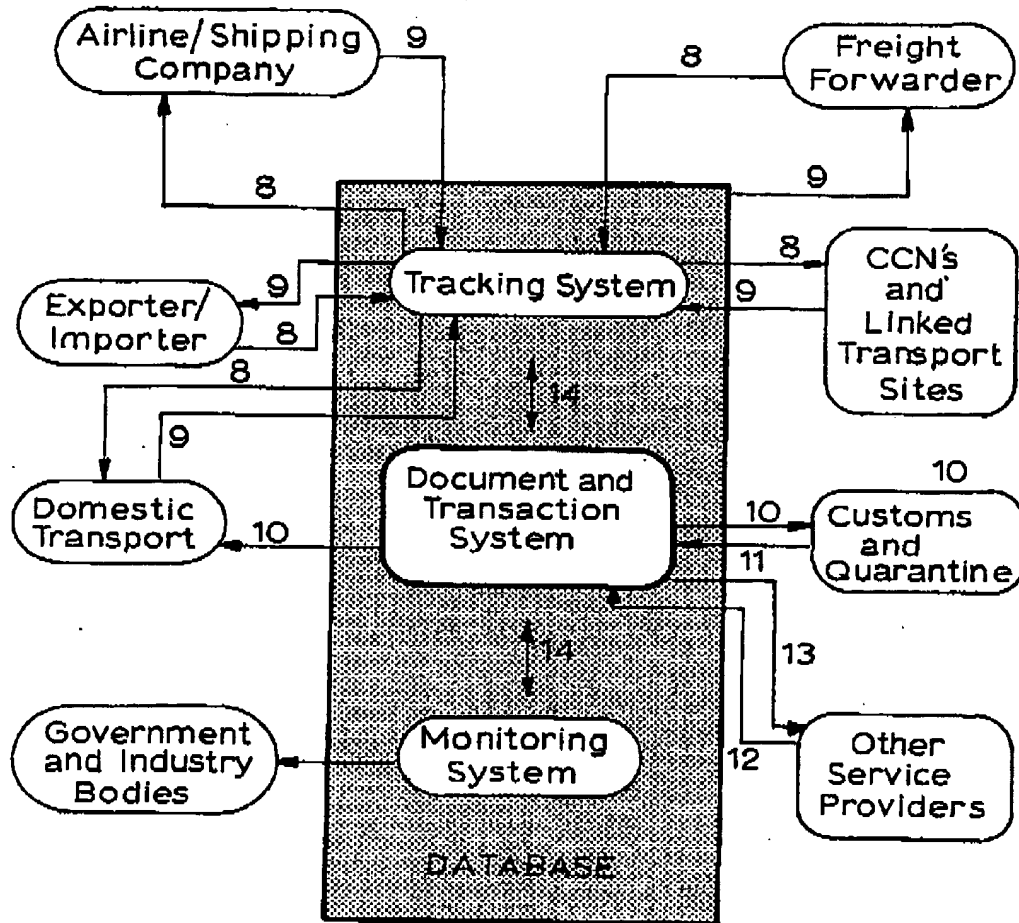 Airline/Shipping
Company
9
8
Freight
Forwarder
8
9
Tracking System
8
9
CCN's
and
Linked
Transport
Sites
9
Exporter/
Importer
8
8
14
9
Document and
Transaction
System
10
Domestic
Transport
10
10
Customs
and
Quarantine
11
14
13
Government
and Industry
Bodies
Monitoring
System
12
Other
Service
Providers
DATABASE